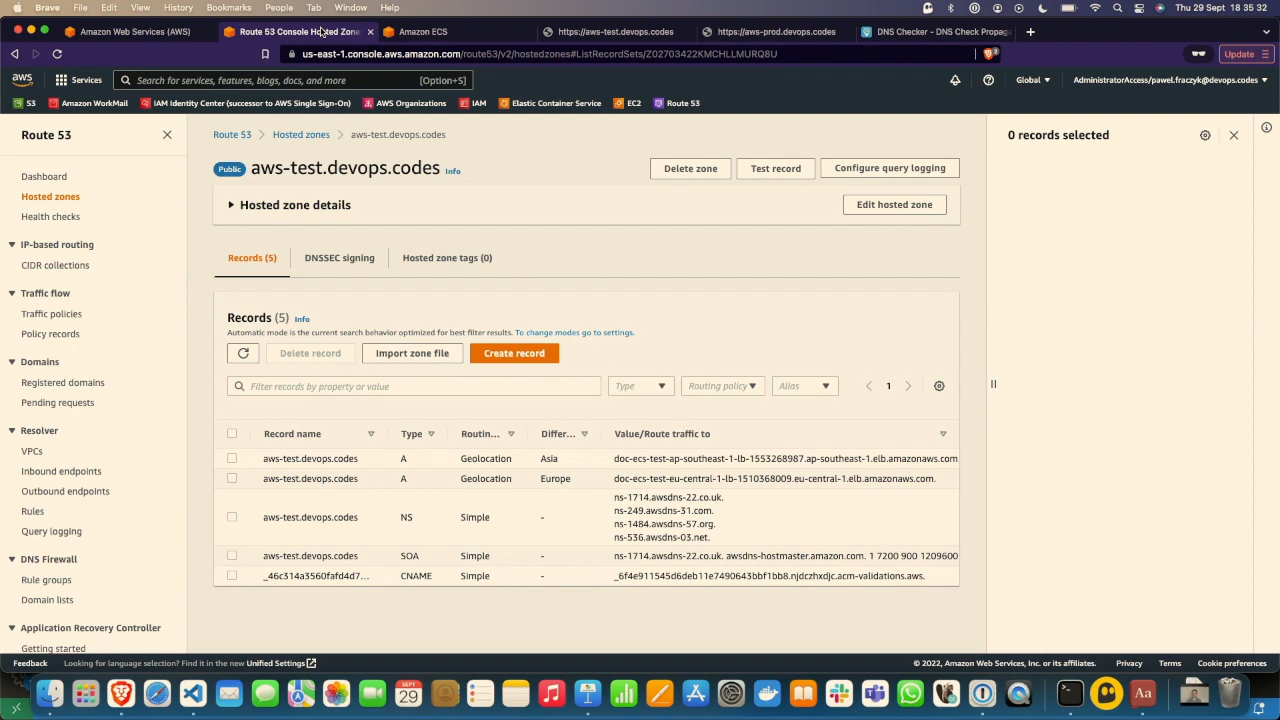 Brave File Edit View History Bookmarks People Tab Window Help Thu 29 Sept 18 35 32
Amazon Web Services (AWS) Route 53 Console Hosted Zone https://aws-test.devops.codes https://aws-prod.devops.codes DNS Checker - DNS Check Propag
Amazon ECS
us-east-1.console.aws.amazon.com/route53/v2/hostedzones#ListRecordSets/Z02703422KMCHLLMURQ8U
Update
aws Services Search for services, features, blogs, docs, and more [Option+S] Global AdministratorAccess/pawel.fraczyk@devops.codes
S3 Amazon WorkMail IAM Identity Center (successor to AWS Single Sign-On) AWS Organizations IAM Elastic Container Service EC2 Route 53
Route 53
Dashboard
Hosted zones
Health checks
IP-based routing
CIDR collections
Traffic flow
Traffic policies
Policy records
Domains
Registered domains
Pending requests
Resolver
VPCs
Inbound endpoints
Outbound endpoints
Rules
Query logging
DNS Firewall
Rule groups
Domain lists
Application Recovery Controller
Getting started
Route 53 Hosted zones aws-test.devops.codes
Public aws-test.devops.codes Info
Delete zone Test record Configure query logging
Hosted zone details Edit hosted zone
Records (5) DNSSEC signing Hosted zone tags (0)
Records (5) Info
Automatic mode is the current search behavior optimized for best filter results. To change modes go to settings.
Delete record Import zone file Create record
Filter records by property or value Type Routing policy Alias 1
Record name Type Routin... Differ... Value/Route traffic to
aws-test.devops.codes A Geolocation Asia doc-ecs-test-ap-southeast-1-lb-1553268987.ap-southeast-1.elb.amazonaws.com
aws-test.devops.codes A Geolocation Europe doc-ecs-test-eu-central-1-lb-1510368009.eu-central-1.elb.amazonaws.com.
ns-1714.awsdns-22.co.uk.
ns-249.awsdns-31.com.
aws-test.devops.codes NS Simple -
ns-1484.awsdns-57.org.
ns-536.awsdns-03.net.
aws-test.devops.codes SOA Simple - ns-1714.awsdns-22.co.uk. awsdns-hostmaster.amazon.com. 1 7200 900 1209600
_46c314a3560fafd4d7... CNAME Simple - _6f4e911545d6deb11e7490643bbf1bb8.njdczhxdjc.acm-validations.aws.
0 records selected
Feedback Looking for language selection? Find it in the new Unified Settings © 2022, Amazon Web Services, Inc. or its affiliates. Privacy Terms Cookie preferences
SEPT
29
Aa